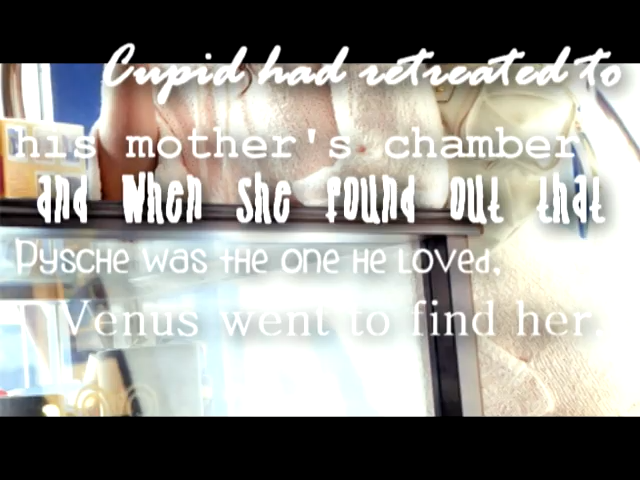 Cupid had retreated to
his mother's chamber
and when she found out that
Pysche was the one he loved,
Venus went to find her.